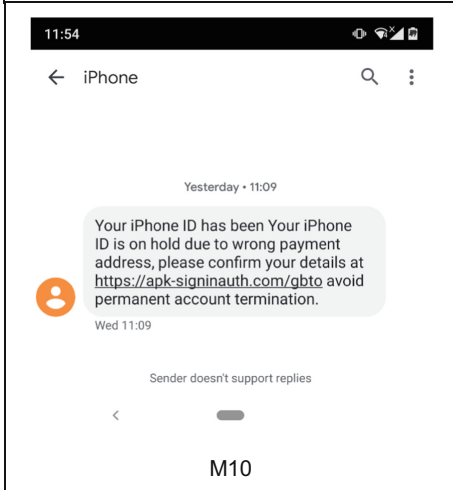 11:54
iPhone
Yesterday • 11:09
Your iPhone ID has been Your iPhone
ID is on hold due to wrong payment
address, please confirm your details at
https://apk-signinauth.com/gbto avoid
permanent account termination.
Wed 11:09
Sender doesn't support replies
M10